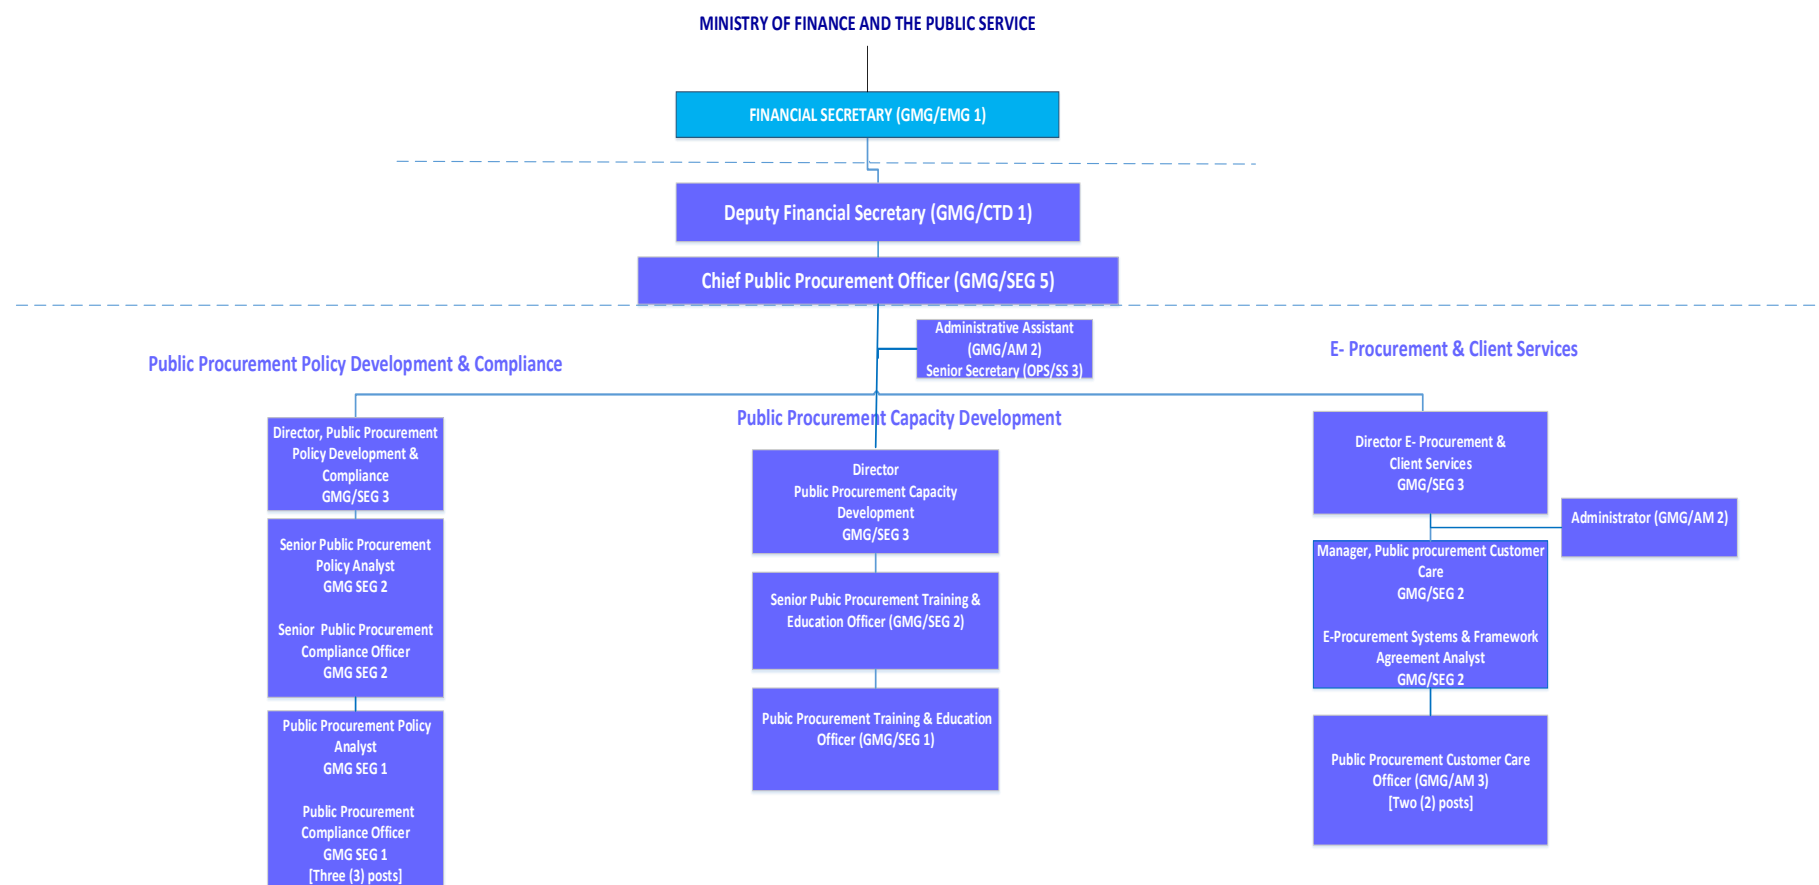 MINISTRY OF FINANCE AND THE PUBLIC SERVICE
FINANCIAL SECRETARY (GMG/EMG 1)
Deputy Financial Secretary (GMG/CTD 1)
Chief Public Procurement Officer (GMG/SEG 5)
Administrative Assistant
(GMG/AM 2)
Senior Secretary (OPS/SS 3)
Public Procurement Policy Development & Compliance
Director, Public Procurement
Policy Development &
Compliance
GMG/SEG 3
Senior Public Procurement
Policy Analyst
GMG SEG 2
Senior Public Procurement
Compliance Officer
GMG SEG 2
Public Procurement Policy
Analyst
GMG SEG 1
Public Procurement
Compliance Officer
GMG SEG 1
[Three (3) posts]
Public Procurement Capacity Development
Director
Public Procurement Capacity
Development
GMG/SEG 3
Senior Pubic Procurement Training &
Education Officer (GMG/SEG 2)
Pubic Procurement Training & Education
Officer (GMG/SEG 1)
E- Procurement & Client Services
Director E- Procurement &
Client Services
GMG/SEG 3
Administrator (GMG/AM 2)
Manager, Public procurement Customer
Care
GMG/SEG 2
E-Procurement Systems & Framework
Agreement Analyst
GMG/SEG 2
Public Procurement Customer Care
Officer (GMG/AM 3)
[Two (2) posts]